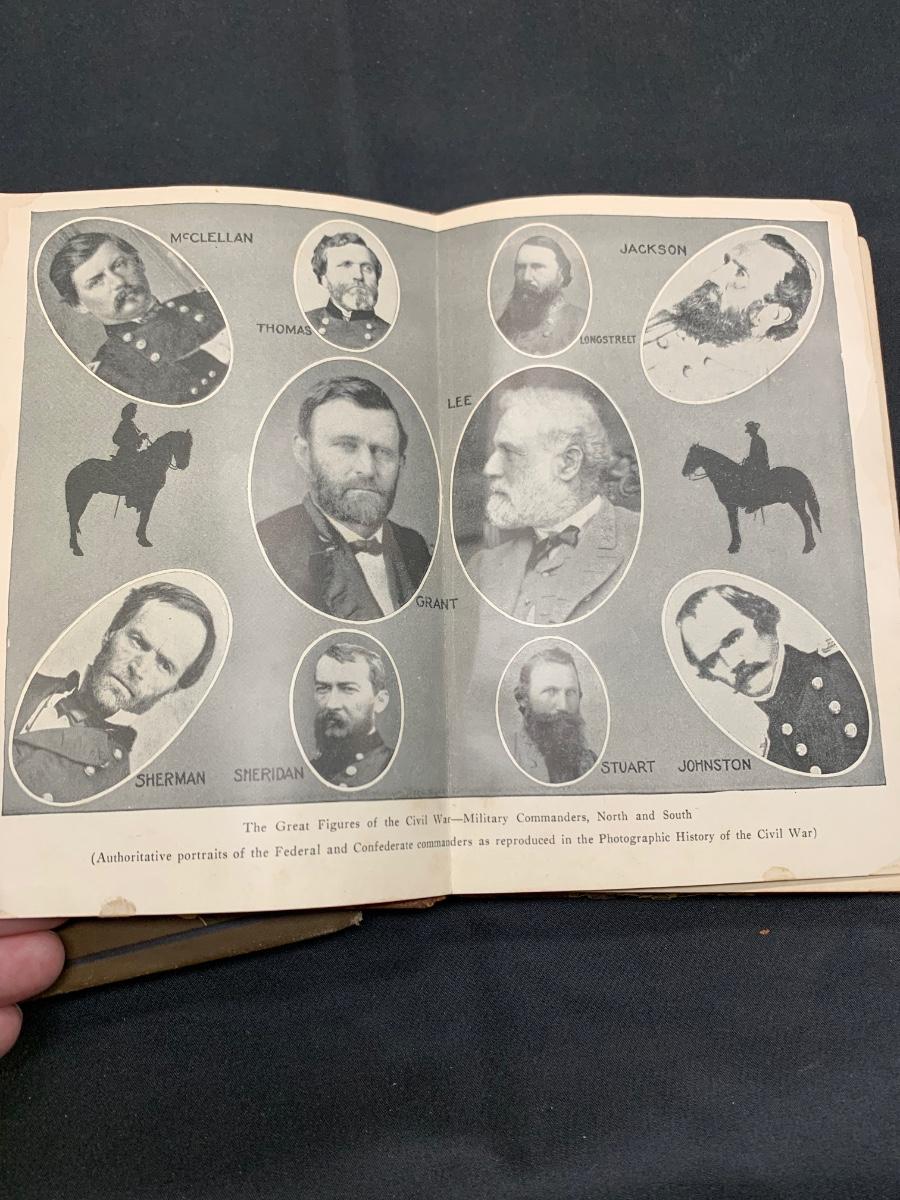 McCLELLAN
THOMAS
JACKSON
LONGSTREET
LEE
GRANT
SHERMAN
SHERIDAN
STUART
JOHNSTON
The Great Figures of the Civil War—Military Commanders, North and South
(Authoritative portraits of the Federal and Confederate commanders as reproduced in the Photographic History of the Civil War)